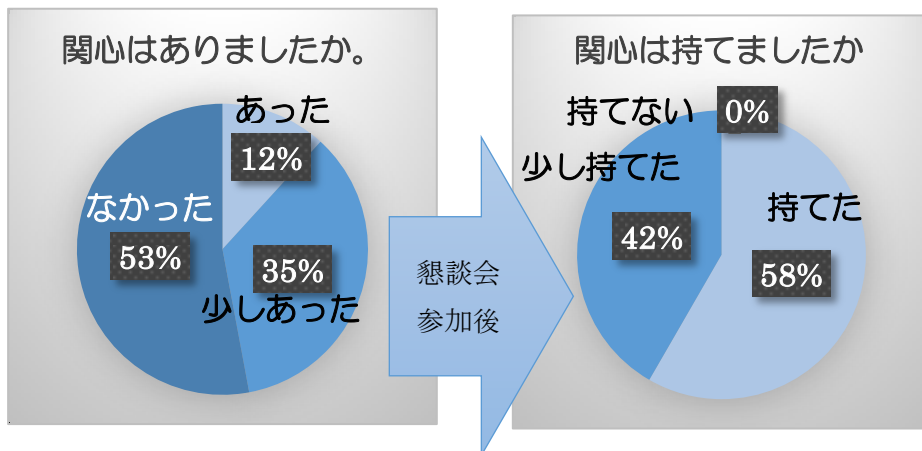 関心はありましたか。
あった
12%
なかった
53%
35%
少しあった
懇談会
参加後
関心は持てましたか
持てない
0%
少し持てた
42%
持てた
58%